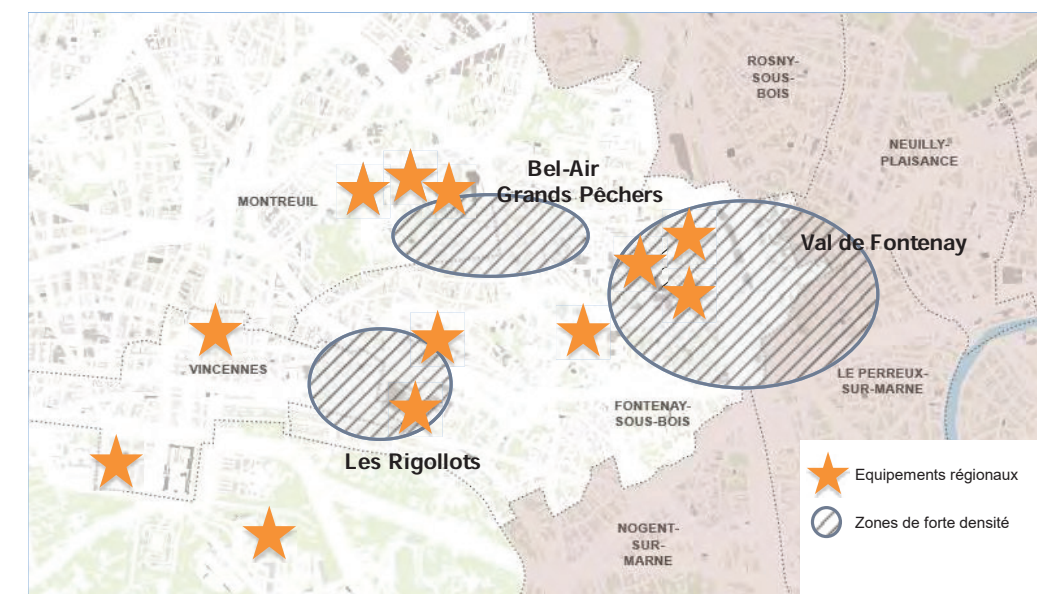 ROSNY-
SOUS-
BOIS
NEUILLY-
PLAISANCE
Bel-Air
Grands Pêchers
MONTREUIL
Val de Fontenay
VINCENNES
LE PERREUX-
SUR-MARNE
FONTENAY-
SOUS-BOIS
Les Rigollots
Equipements régionaux
Zones de forte densité
NOGENT-
SUR-
MARNE